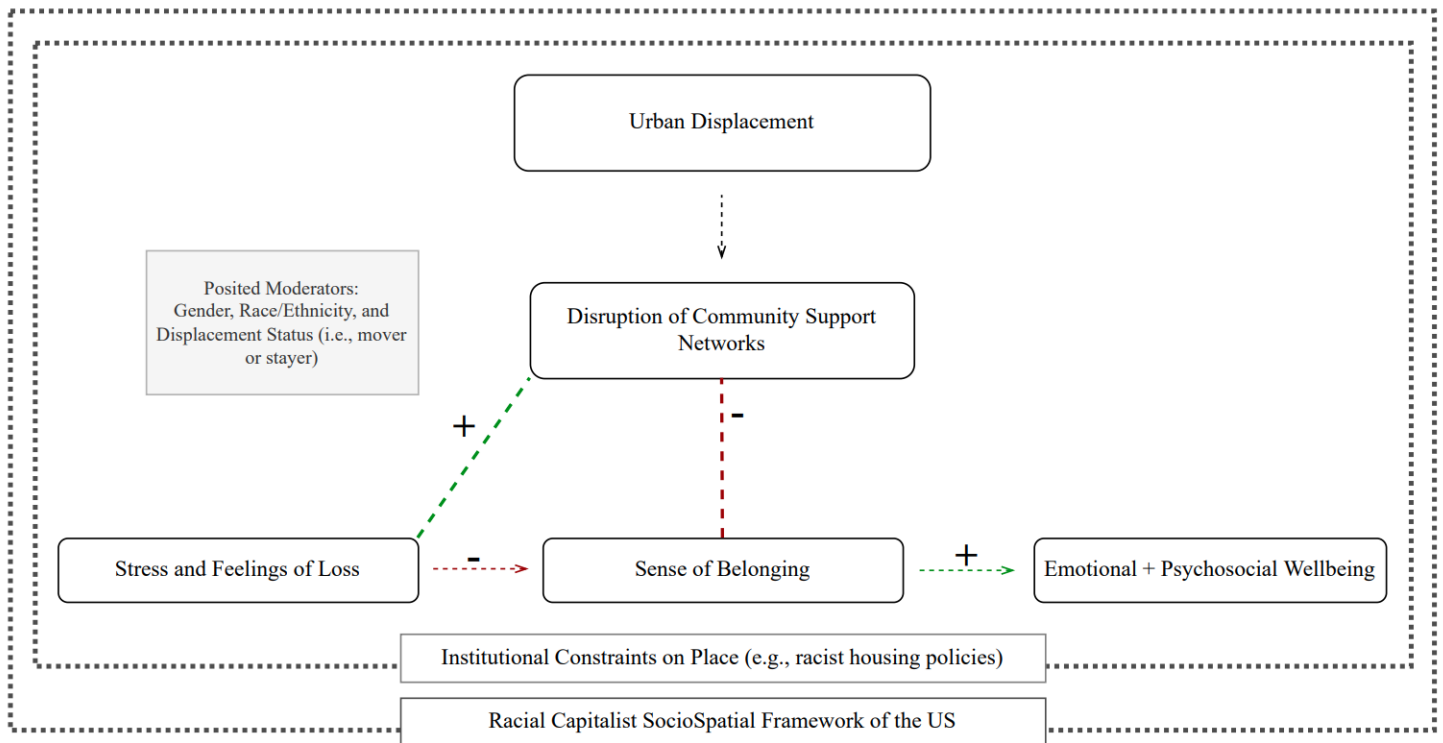 Urban Displacement
Posited Moderators:
Gender, Race/Ethnicity, and
Displacement Status (i.e., mover
or stayer)
Disruption of Community Support
Networks
+
-
Stress and Feelings of Loss
-
Sense of Belonging
+
Emotional + Psychosocial Wellbeing
Institutional Constraints on Place (e.g., racist housing policies)
Racial Capitalist SocioSpatial Framework of the US